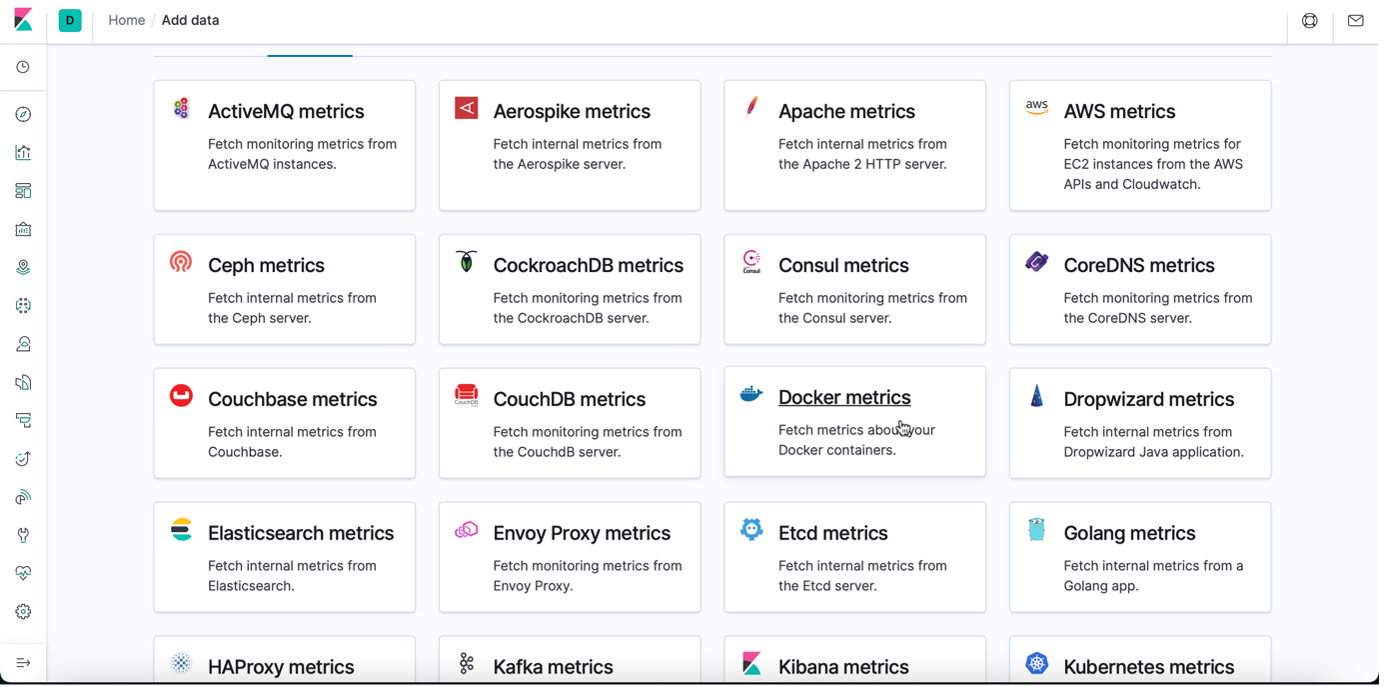 D
Home / Add data
ActiveMQ metrics
Fetch monitoring metrics from
ActiveMQ instances.
Aerospike metrics
Fetch internal metrics from
the Aerospike server.
Apache metrics
Fetch internal metrics from
the Apache 2 HTTP server.
aws
AWS metrics
Fetch monitoring metrics for
EC2 instances from the AWS
APIs and Cloudwatch.
Ceph metrics
Fetch internal metrics from
the Ceph server.
CockroachDB metrics
Fetch monitoring metrics from
the CockroachDB server.
Consul
Consul metrics
Fetch monitoring metrics from
the Consul server.
CoreDNS metrics
Fetch monitoring metrics from
the CoreDNS server.
Couchbase metrics
Fetch internal metrics from
Couchbase.
CouchDB
CouchDB metrics
Fetch monitoring metrics from
the CouchdB server.
Docker metrics
Fetch metrics about your
Docker containers.
Dropwizard metrics
Fetch internal metrics from
Dropwizard Java application.
Elasticsearch metrics
Fetch internal metrics from
Elasticsearch.
Envoy Proxy metrics
Fetch monitoring metrics from
Envoy Proxy.
Etcd metrics
Fetch internal metrics from
the Etcd server.
Golang metrics
Fetch internal metrics from a
Golang app.
HAProxy metrics
Kafka metrics
Kibana metrics
Kubernetes metrics